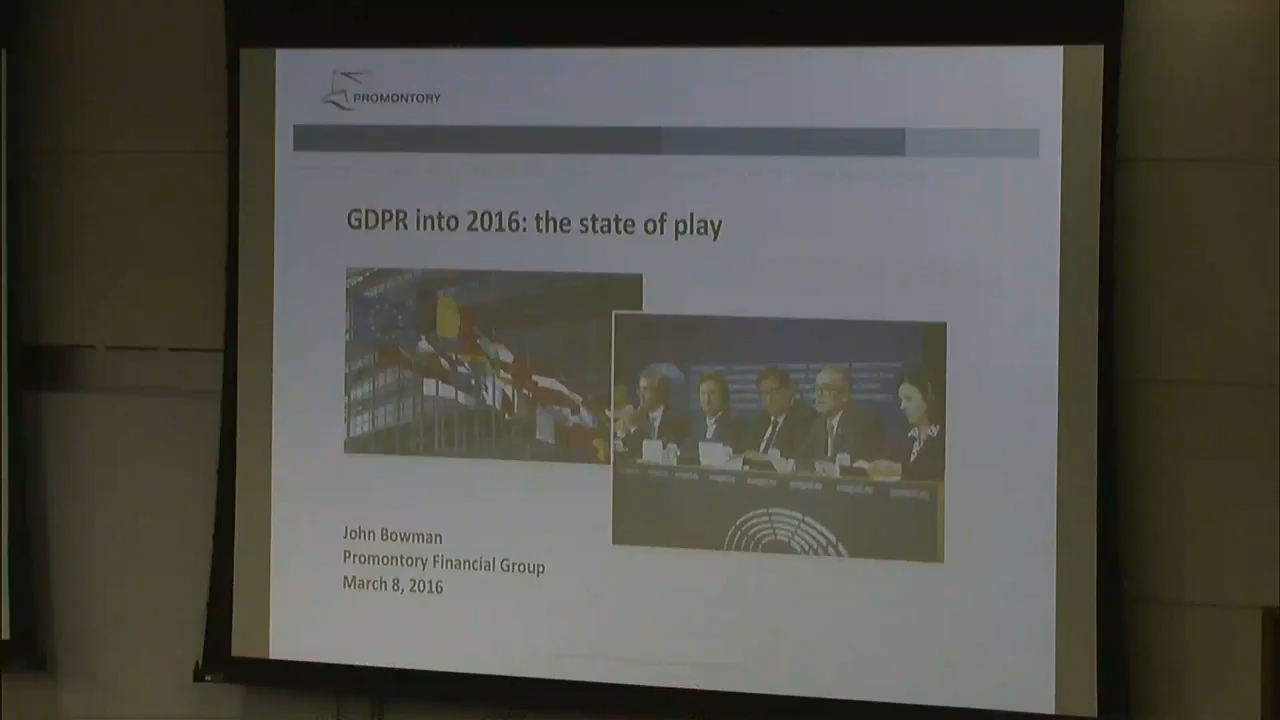 PROMONTORY
GDPR into 2016: the state of play
John Bowman
Promontory Financial Group
March 8, 2016